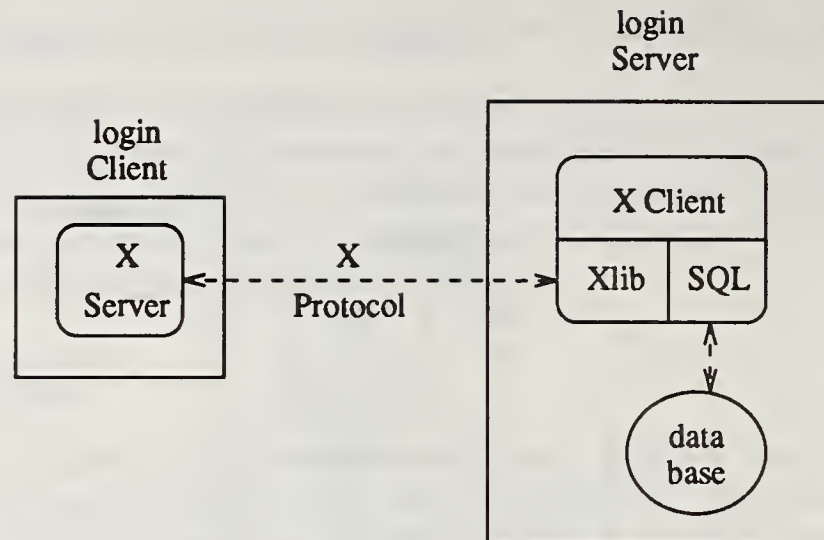 login
Server
login
Client
X
Server
X
Protocol
X Client
Xlib
SQL
data
base